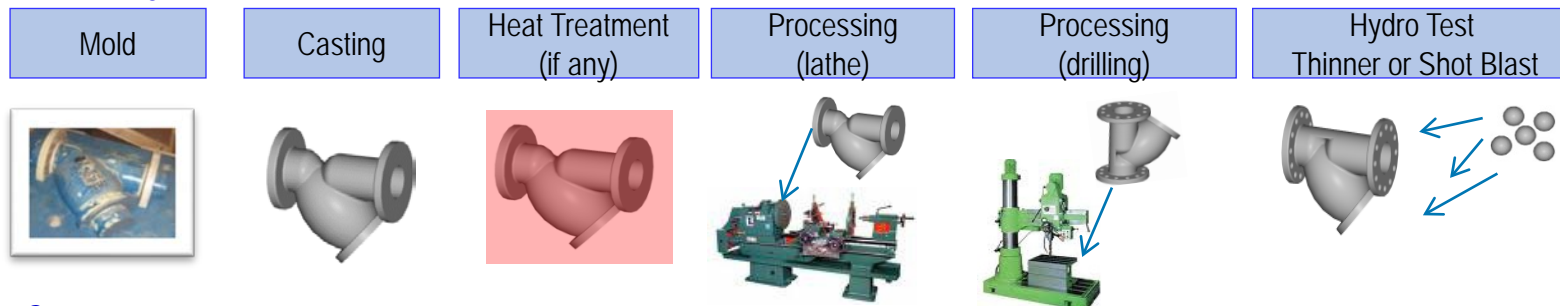 Mold
Casting
Heat Treatment
(if any)
Processing
(lathe)
Processing
(drilling)
Hydro Test
Thinner or Shot Blast